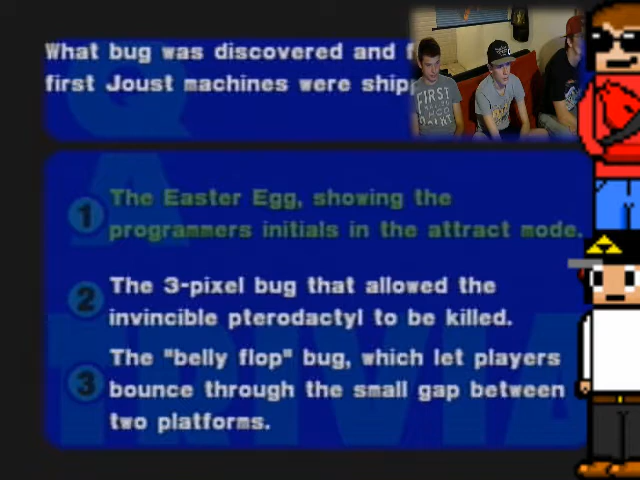 What bug was discovered and
first Joust machines were
FIRST
Q
A
1
The Easter Egg, showing the
programmers initials in the attract mode.
2
The 3-pixel bug that allowed the
invincible pterodactyl to be killed.
3
The "belly flop" bug, which let players
bounce through the small gap between
two platforms.
TRIVIA